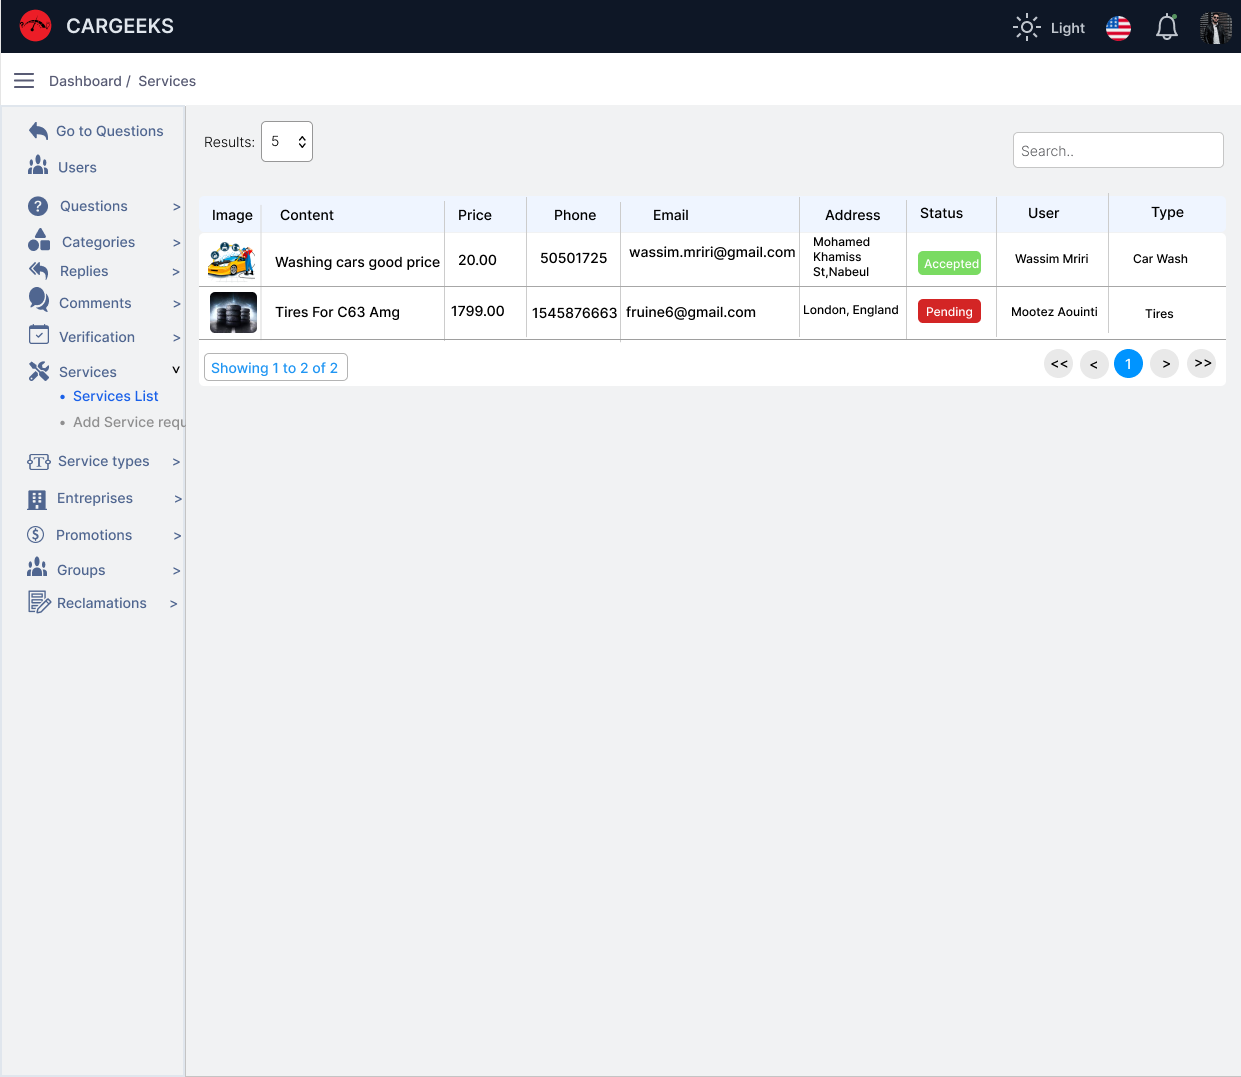 CARGEEKS
Light
Dashboard / Services
Go to Questions
Users
Questions >
Categories >
Replies >
Comments >
Verification >
Services v
• Services List
• Add Service requ
Service types >
Entreprises >
Promotions >
Groups >
Reclamations >
Results: 5
Search..
Image Content Price Phone Email Address Status User Type
Washing cars good price 20.00 50501725 wassim.mriri@gmail.com
Mohamed
Khamiss
St,Nabeul
Accepted Wassim Mriri Car Wash
Tires For C63 Amg 1799.00 1545876663 fruine6@gmail.com London, England Pending Mootez Aouinti Tires
Showing 1 to 2 of 2
<< < 1 > >>